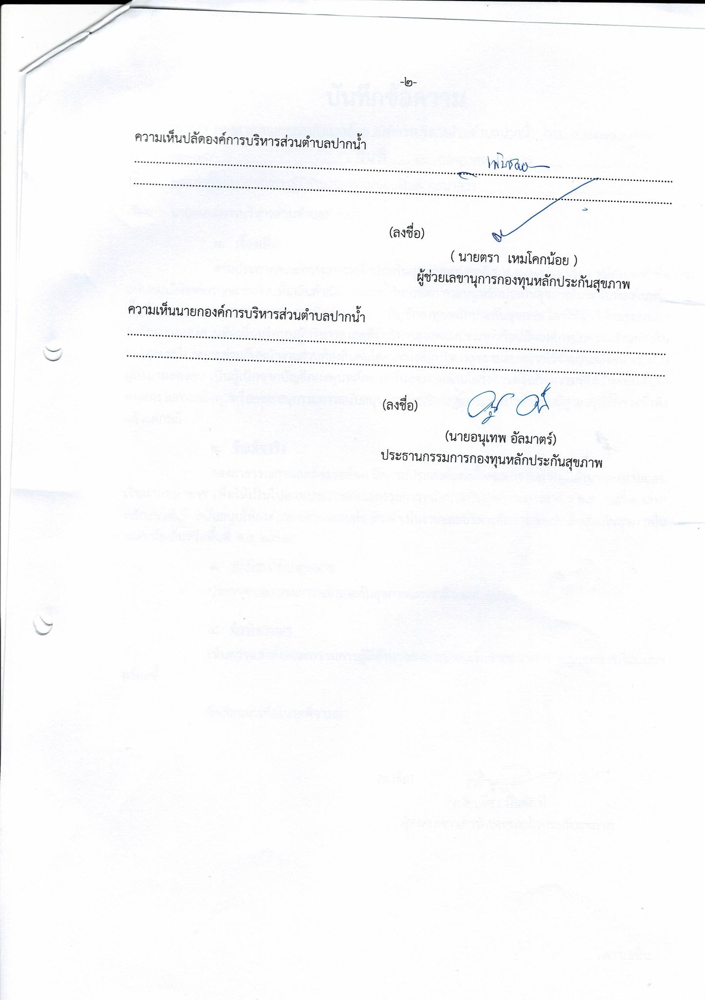 -๒-
ความเห็นปลัดองค์การบริหารส่วนตำบลปากน้ำ
เห็นชอบ
(ลงชื่อ)
( นายตรา เหมโคกน้อย )
ผู้ช่วยเลขานุการกองทุนหลักประกันสุขภาพ
ความเห็นนายกองค์การบริหารส่วนตำบลปากน้ำ
(ลงชื่อ)
(นายอนุเทพ อัลมาตร์)
ประธานกรรมการกองทุนหลักประกันสุขภาพ